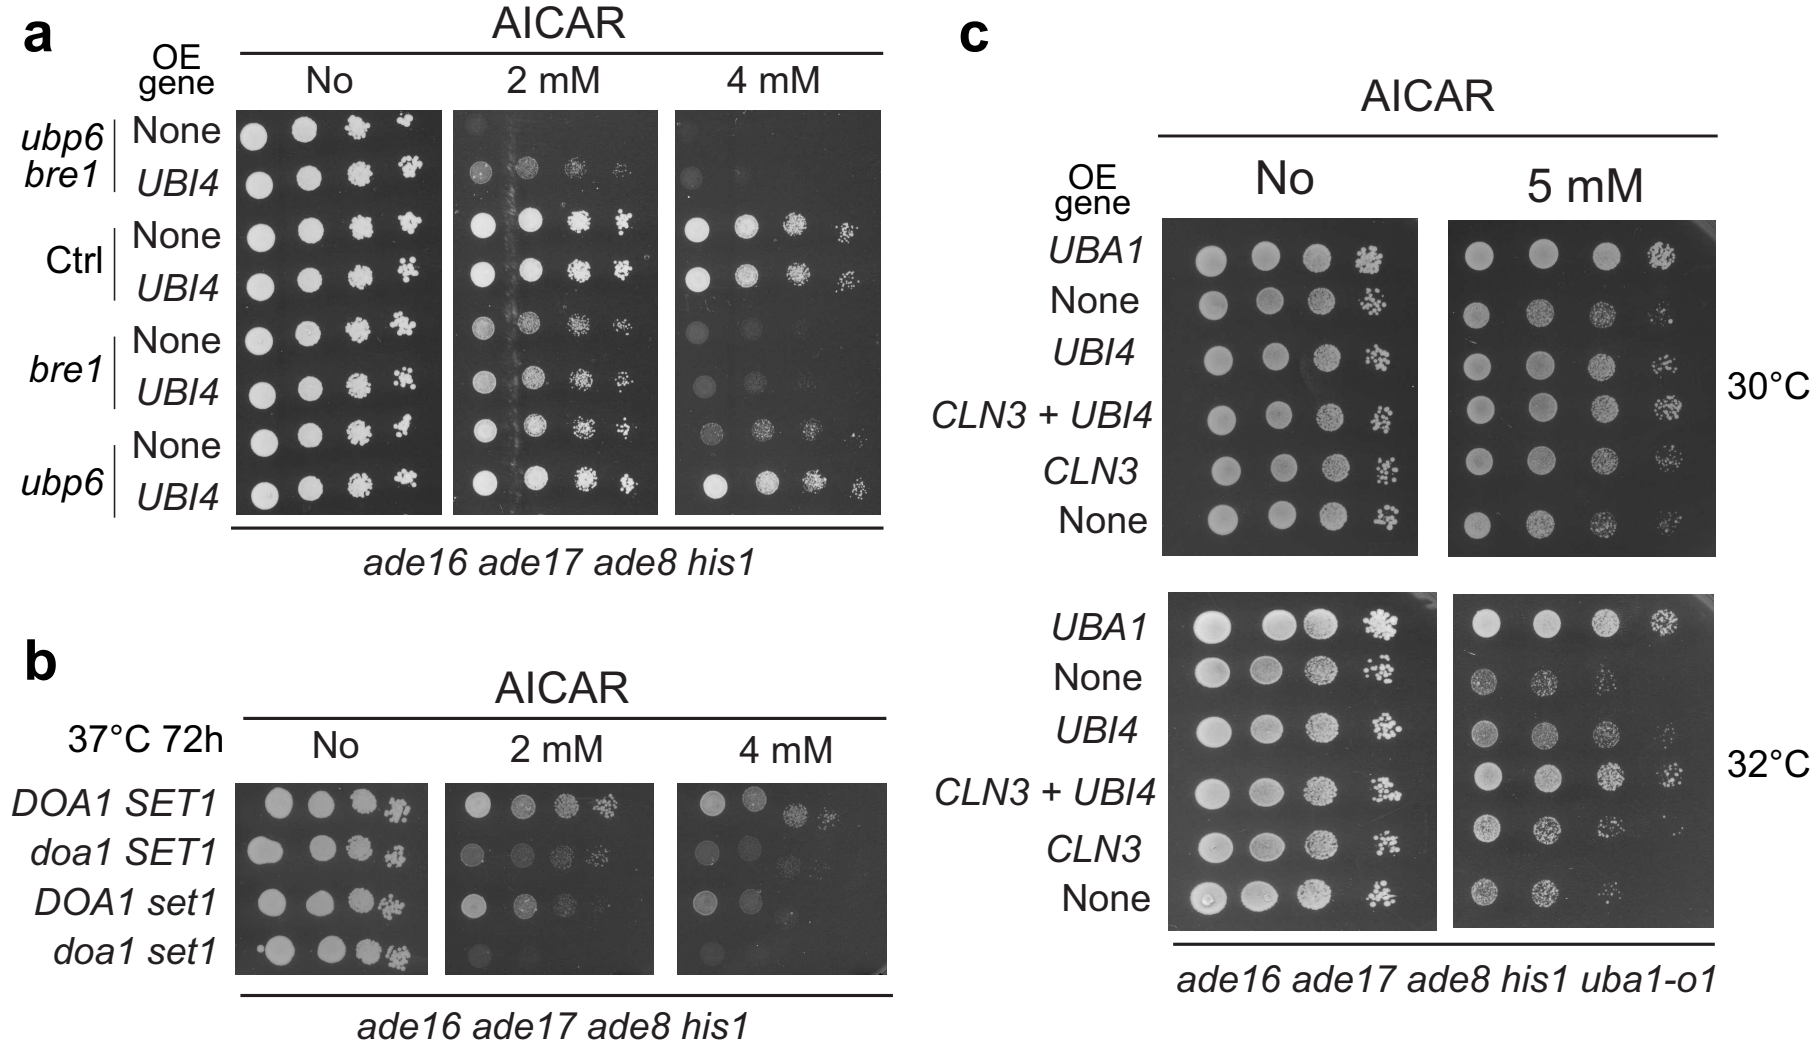 a
AICAR
OE
gene
No
2 mM
4 mM
ubp6
bre1
None
UBI4
Ctrl
None
UBI4
bre1
None
UBI4
ubp6
None
UBI4
ade16 ade17 ade8 his1
b
AICAR
37°C 72h
No
2 mM
4 mM
DOA1 SET1
doa1 SET1
DOA1 set1
doa1 set1
ade16 ade17 ade8 his1
c
AICAR
OE
gene
No
5 mM
UBA1
None
UBI4
CLN3 + UBI4
CLN3
None
30°C
UBA1
None
UBI4
CLN3 + UBI4
CLN3
None
32°C
ade16 ade17 ade8 his1 uba1-o1